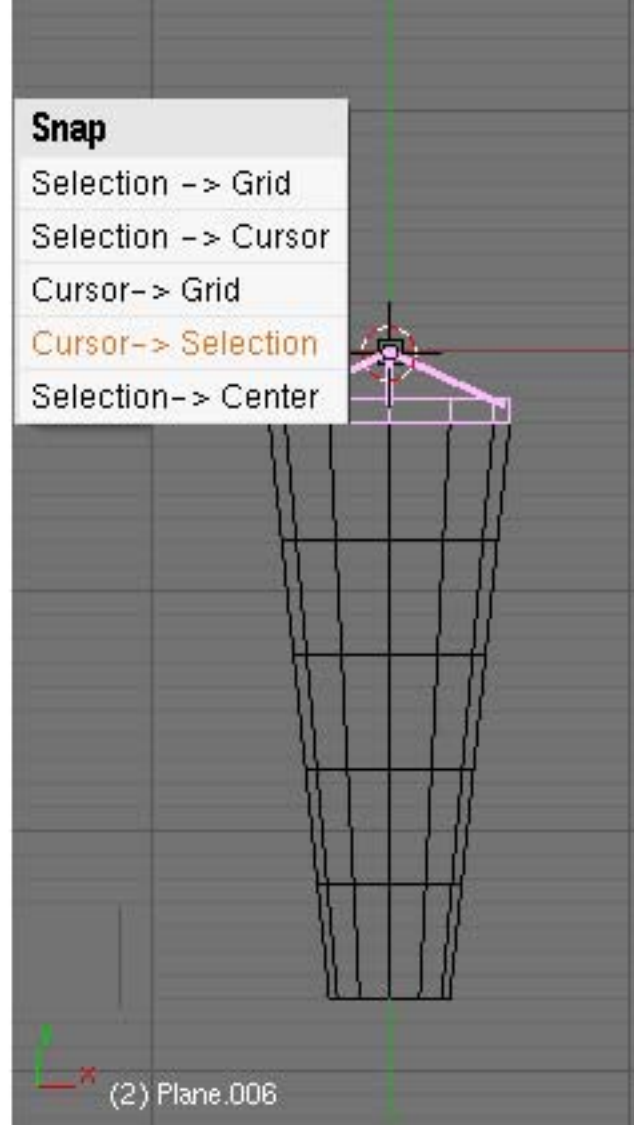 Snap
Selection -> Grid
Selection -> Cursor
Cursor-> Grid
Cursor-> Selection
Selection-> Center
x
(2) Plane.006